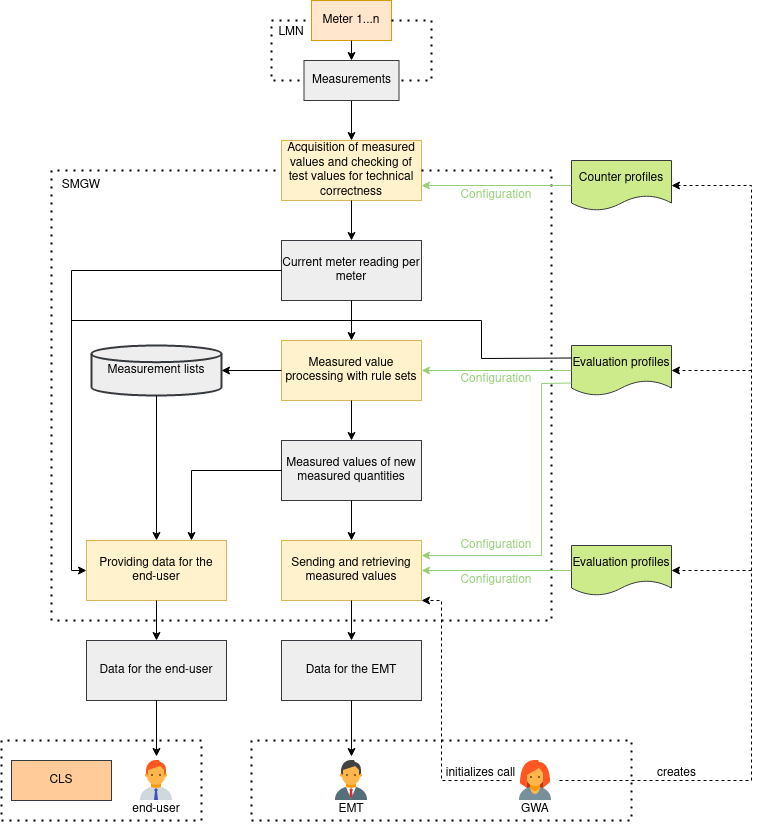 Meter 1...n
LMN
Measurements
Acquisition of measured
values and checking of
test values for technical
correctness
SMGW
Counter profiles
Configuration
Current meter reading per
meter
Measurement lists
Measured value
processing with rule sets
Evaluation profiles
Configuration
Measured values of new
measured quantities
Configuration
Providing data for the
end-user
Sending and retrieving
measured values
Evaluation profiles
Configuration
Data for the end-user
Data for the EMT
CLS
end-user
EMT
initializes call
GWA
creates